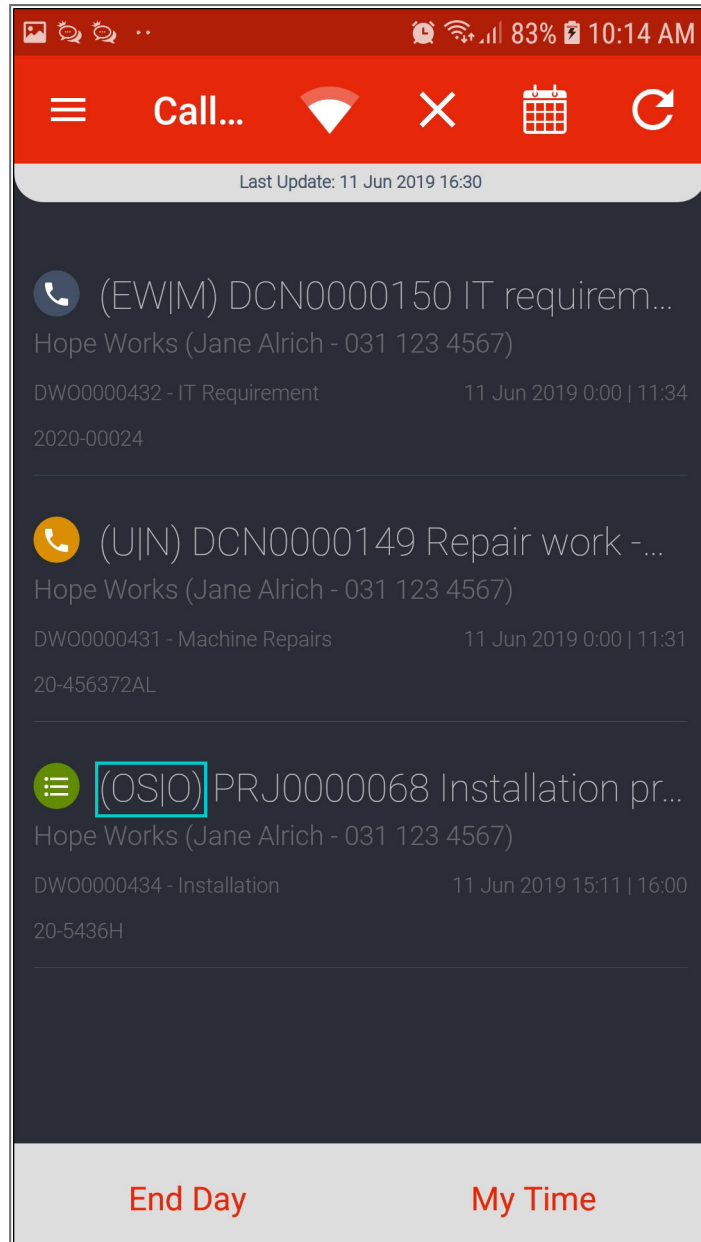 83% 10:14 AM
Call...
Last Update: 11 Jun 2019 16:30
(EW|M) DCN0000150 IT requirem...
Hope Works (Jane Alrich - 031 123 4567)
DWO0000432 - IT Requirement 11 Jun 2019 0:00 | 11:34
2020-00024
(U|N) DCN0000149 Repair work -...
Hope Works (Jane Alrich - 031 123 4567)
DWO0000431 - Machine Repairs 11 Jun 2019 0:00 | 11:31
20-456372AL
(OS|O) PRJ0000068 Installation pr...
Hope Works (Jane Alrich - 031 123 4567)
DWO0000434 - Installation 11 Jun 2019 15:11 | 16:00
20-5436H
End Day My Time